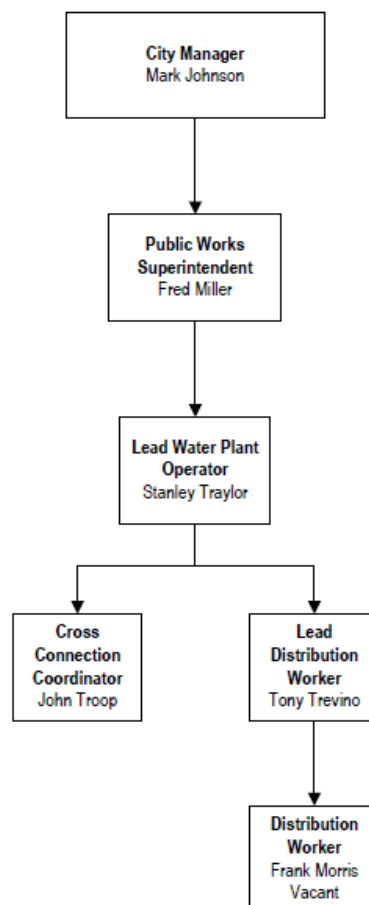 City Manager
Mark Johnson
Public Works
Superintendent
Fred Miller
Lead Water Plant
Operator
Stanley Traylor
Cross
Connection
Coordinator
John Troop
Lead
Distribution
Worker
Tony Trevino
Distribution
Worker
Frank Morris
Vacant